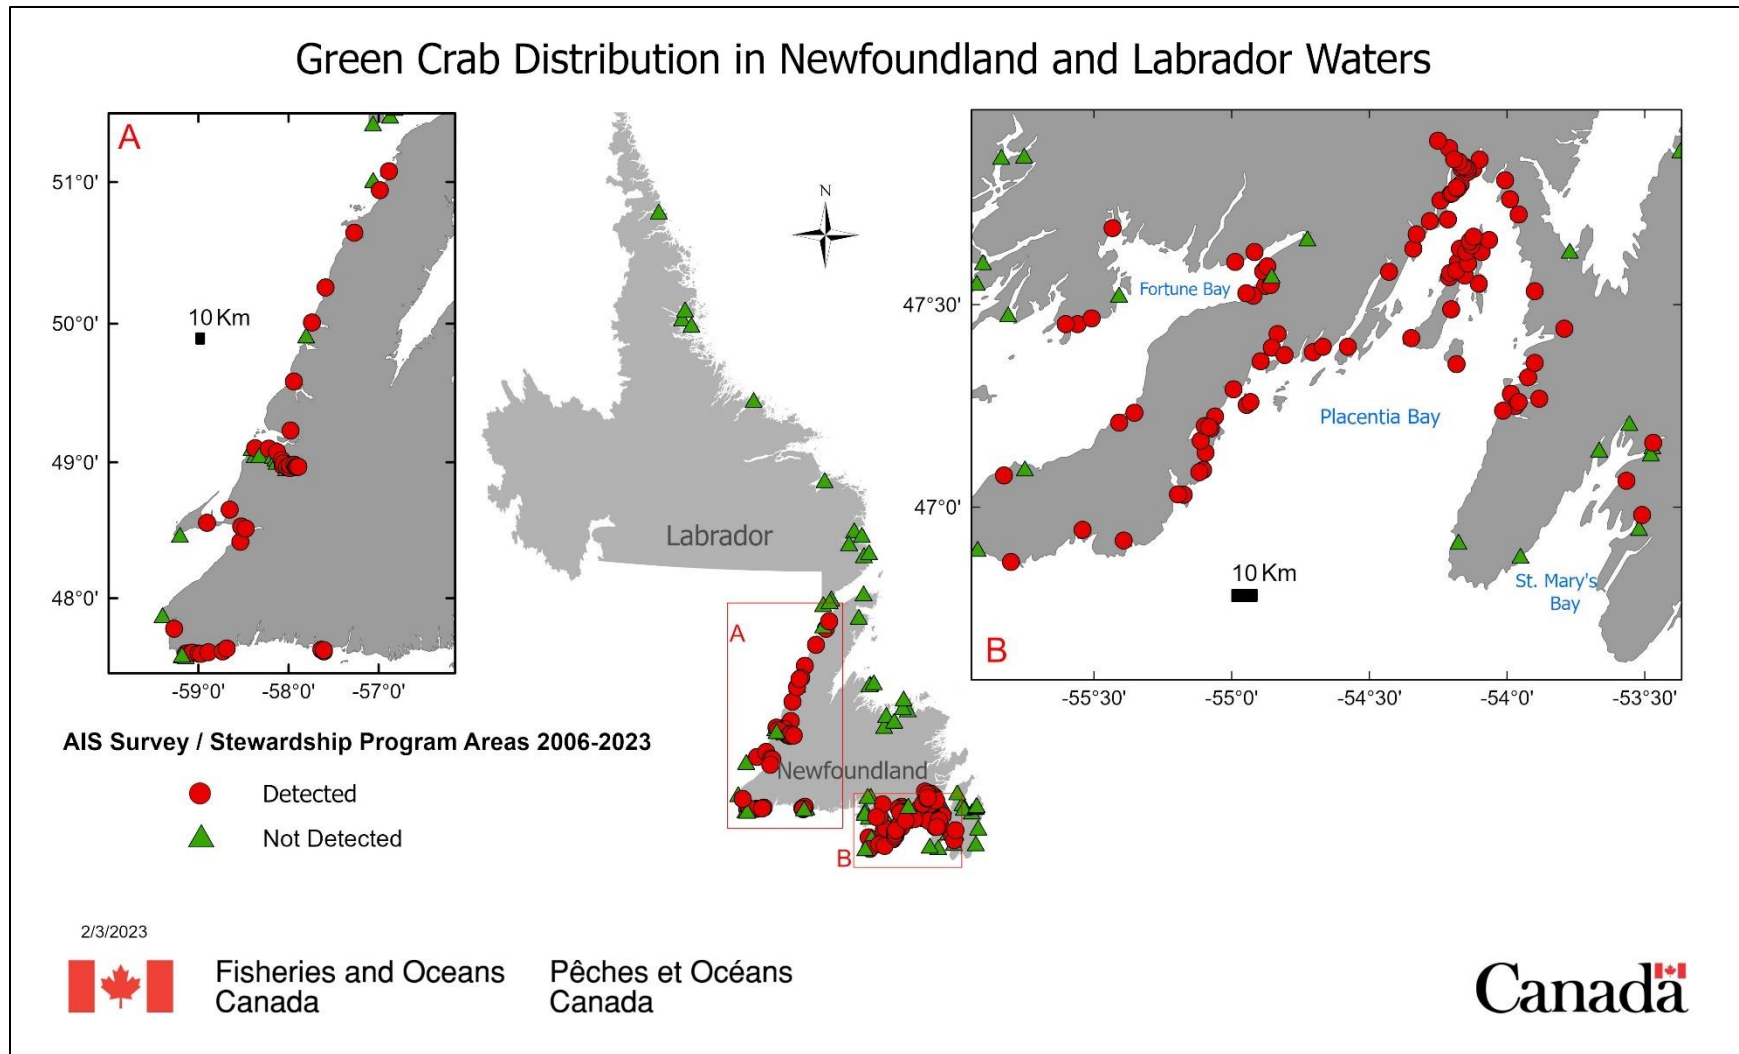 Green Crab Distribution in Newfoundland and Labrador Waters
A
51°0'
50°0'
49°0'
48°0'
10 Km
-59°0'
-58°0'
-57°0'
N
Labrador
A
Newfoundland
B
Fortune Bay
47°30'
Placentia Bay
47°0'
10 Km
St. Mary's
Bay
B
-55°30'
-55°0'
-54°30'
-54°0'
-53°30'
AIS Survey / Stewardship Program Areas 2006-2023
Detected
Not Detected
2/3/2023
Fisheries and Oceans
Canada
Pêches et Océans
Canada
Canada